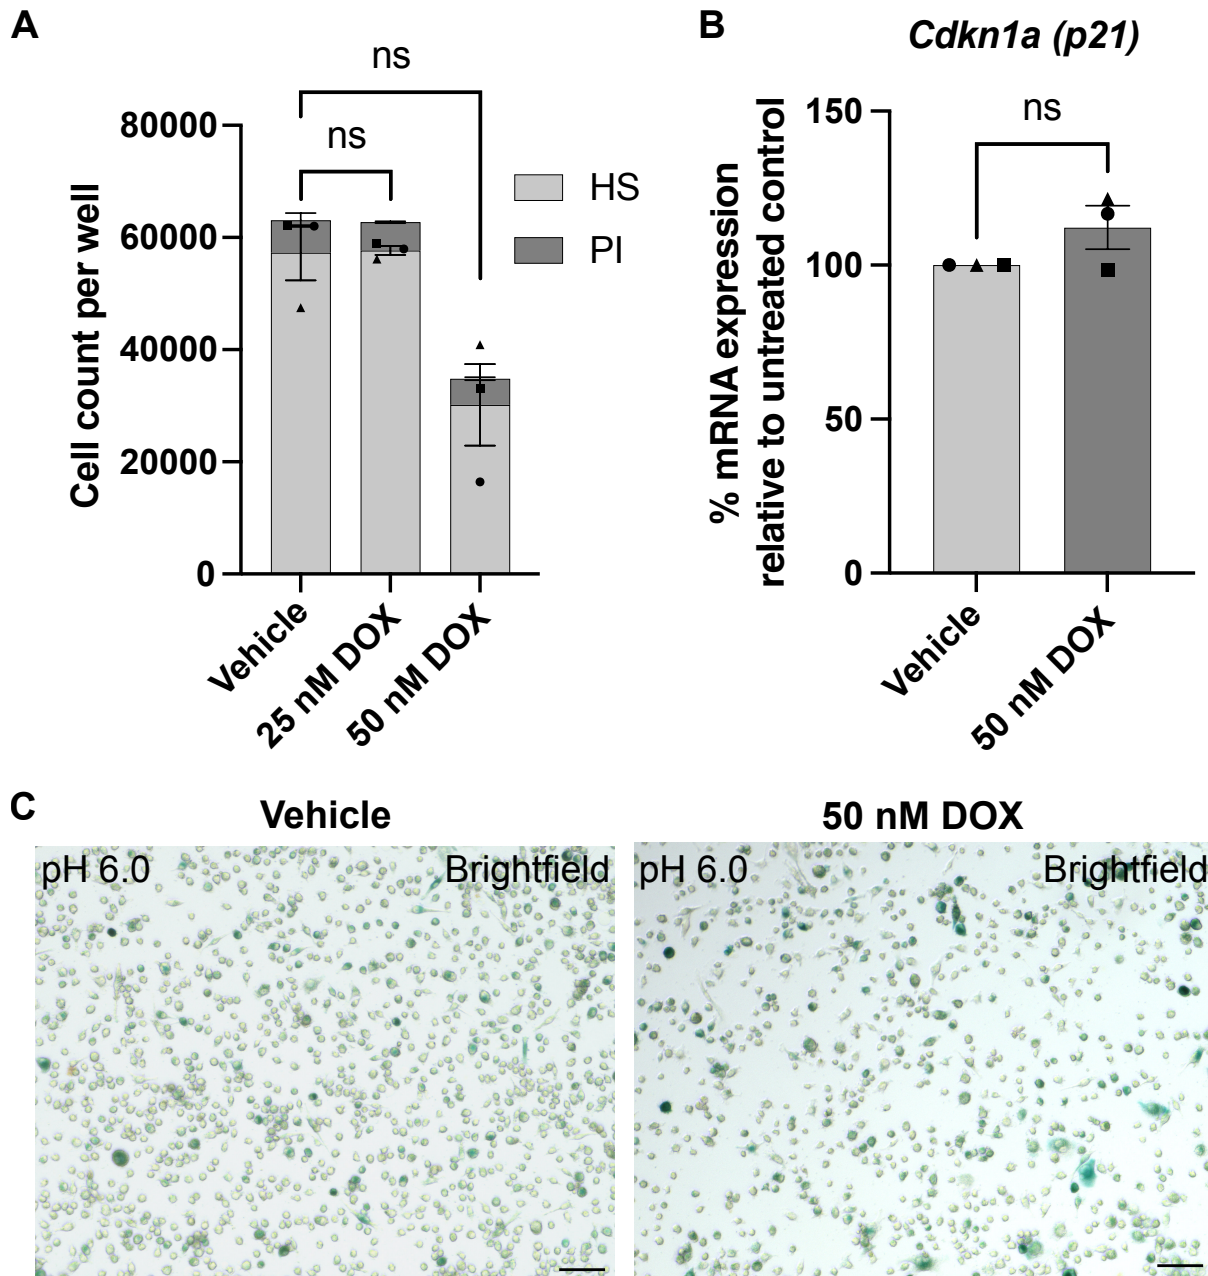 A
ns
ns
80000
60000
40000
20000
0
Cell count per well
HS
PI
Vehicle
25 nM DOX
50 nM DOX
B
Cdkn1a (p21)
ns
150
100
50
0
% mRNA expression
relative to untreated control
Vehicle
50 nM DOX
C
Vehicle
50 nM DOX
pH 6.0
Brightfield
pH 6.0
Brightfield